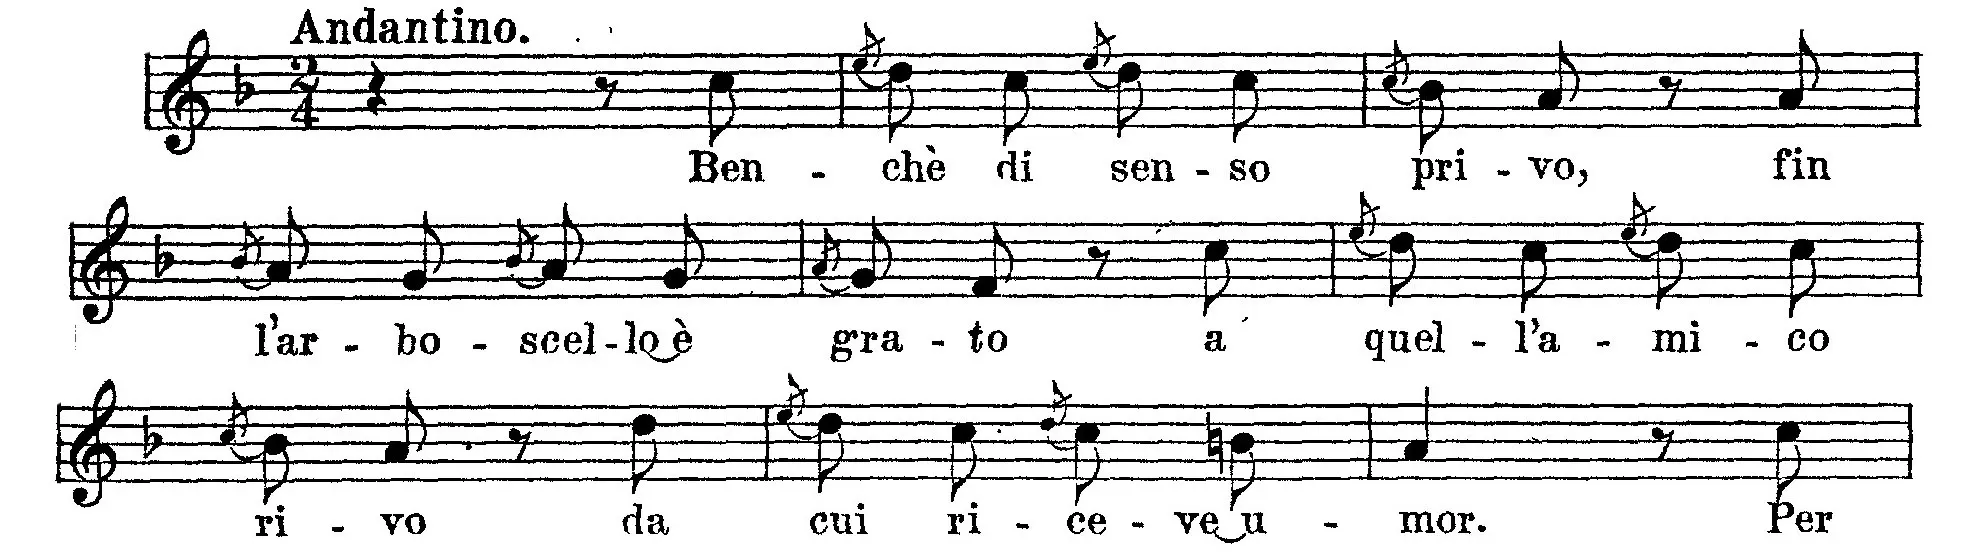 Andantino.
Ben - chè di sen - so pri - vo, fin
l'ar - bo - scel - lo è gra - to a quel - l'a - mi - co
ri - vo da cui ri - ce - ve u - mor. Per